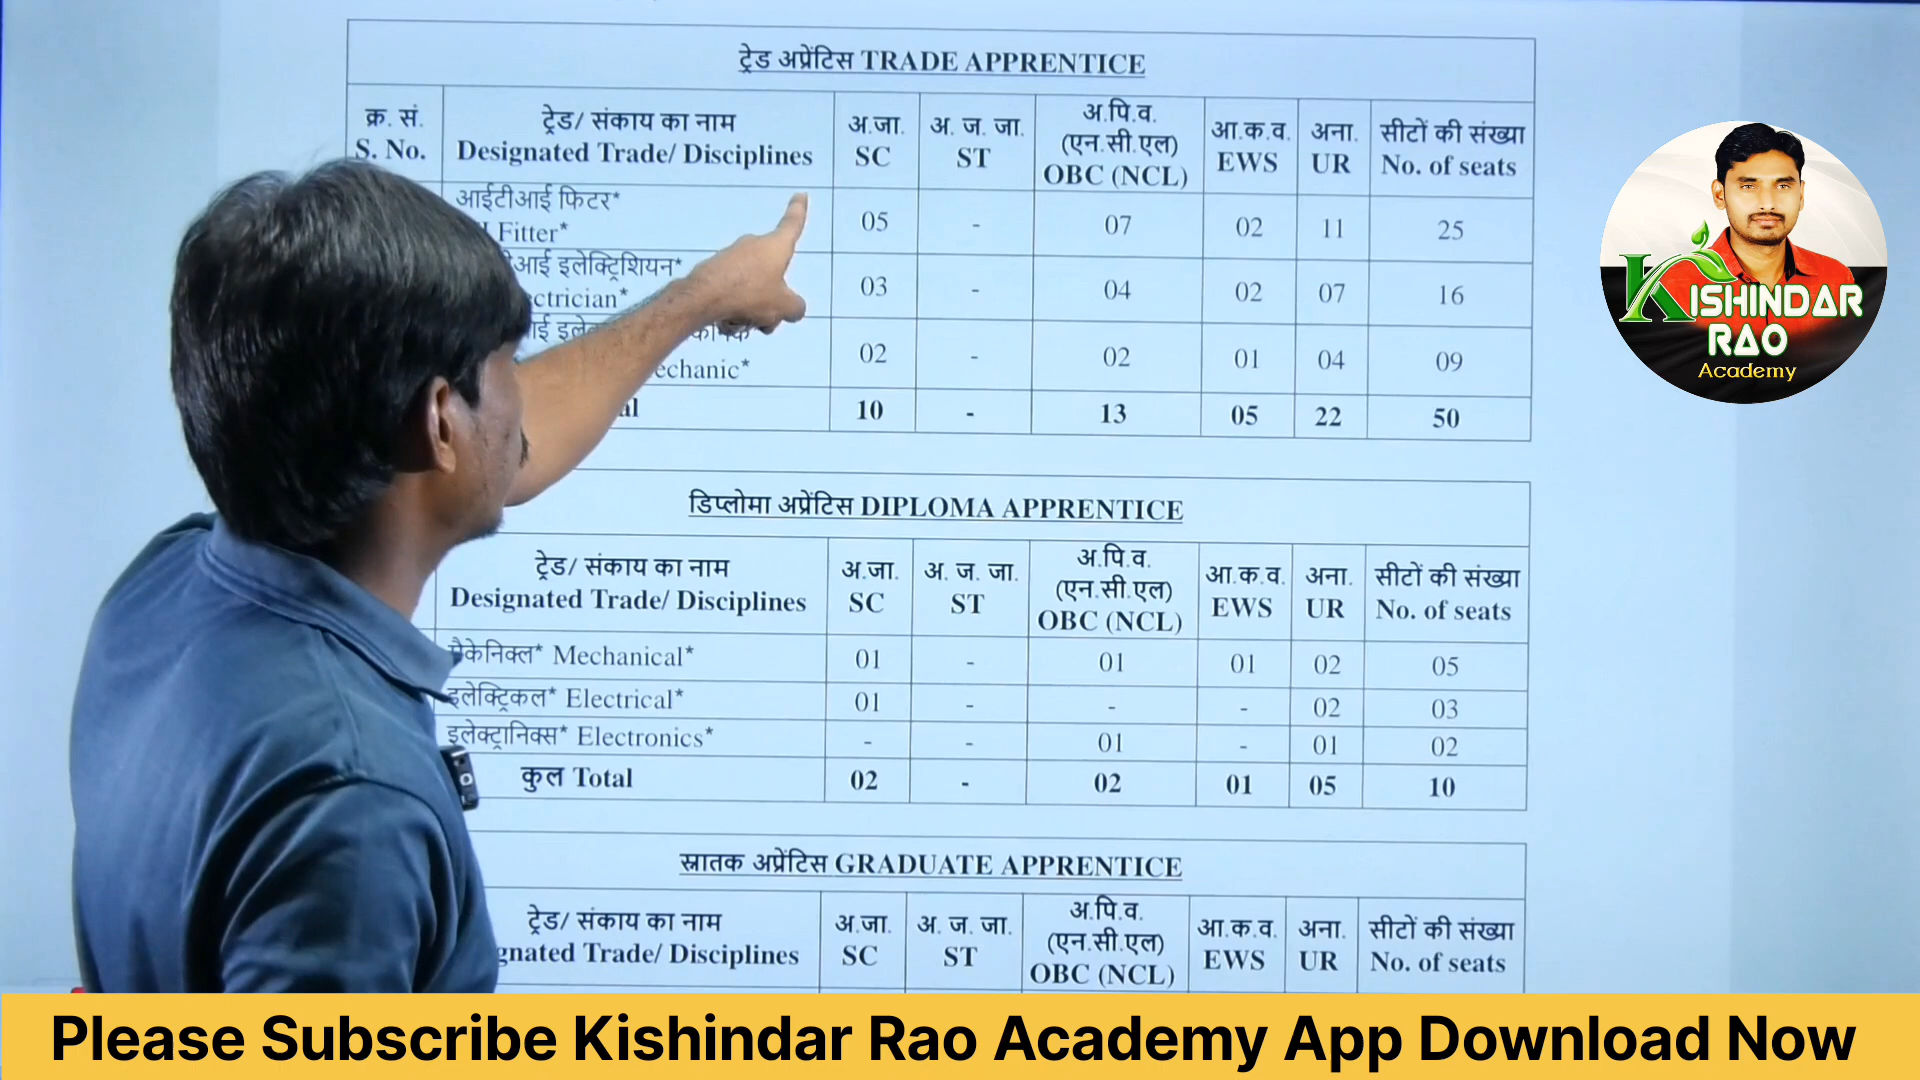 ट्रेड अप्रेंटिस TRADE APPRENTICE
क्र. सं. S. No. ट्रेड/ संकाय का नाम Designated Trade/ Disciplines अ.जा. SC अ. ज. जा. ST अ.पि.व. (एन.सी.एल) OBC (NCL) आ.क.व. EWS अना. UR सीटों की संख्या No. of seats
आईटीआई फिटर*
Fitter* 05 - 07 02 11 25
आई इलेक्ट्रिशियन*
ctrician* 03 - 04 02 07 16
echanic* 02 - 02 01 04 09
al 10 - 13 05 22 50
डिप्लोमा अप्रेंटिस DIPLOMA APPRENTICE
ट्रेड/ संकाय का नाम Designated Trade/ Disciplines अ.जा. SC अ. ज. जा. ST अ.पि.व. (एन.सी.एल) OBC (NCL) आ.क.व. EWS अना. UR सीटों की संख्या No. of seats
मैकेनिक्ल* Mechanical* 01 - 01 01 02 05
इलेक्ट्रिकल* Electrical* 01 - - - 02 03
इलेक्ट्रानिक्स* Electronics* - - 01 - 01 02
कुल Total 02 - 02 01 05 10
स्नातक अप्रेंटिस GRADUATE APPRENTICE
ट्रेड/ संकाय का नाम gnated Trade/ Disciplines अ.जा. SC अ. ज. जा. ST अ.पि.व. (एन.सी.एल) OBC (NCL) आ.क.व. EWS अना. UR सीटों की संख्या No. of seats
KISHINDAR
RAO
Academy
Please Subscribe Kishindar Rao Academy App Download Now